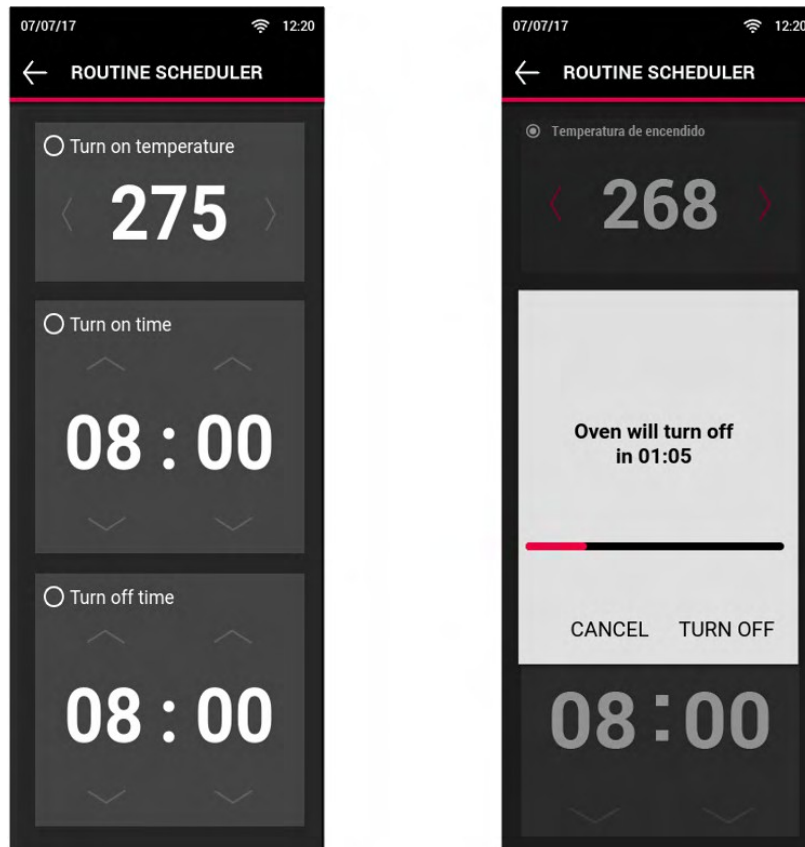 07/07/17 12:20
ROUTINE SCHEDULER
Turn on temperature
275
Turn on time
08 : 00
Turn off time
08 : 00
07/07/17 12:20
ROUTINE SCHEDULER
Temperatura de encendido
268
Oven will turn off
in 01:05
CANCEL TURN OFF
08:00